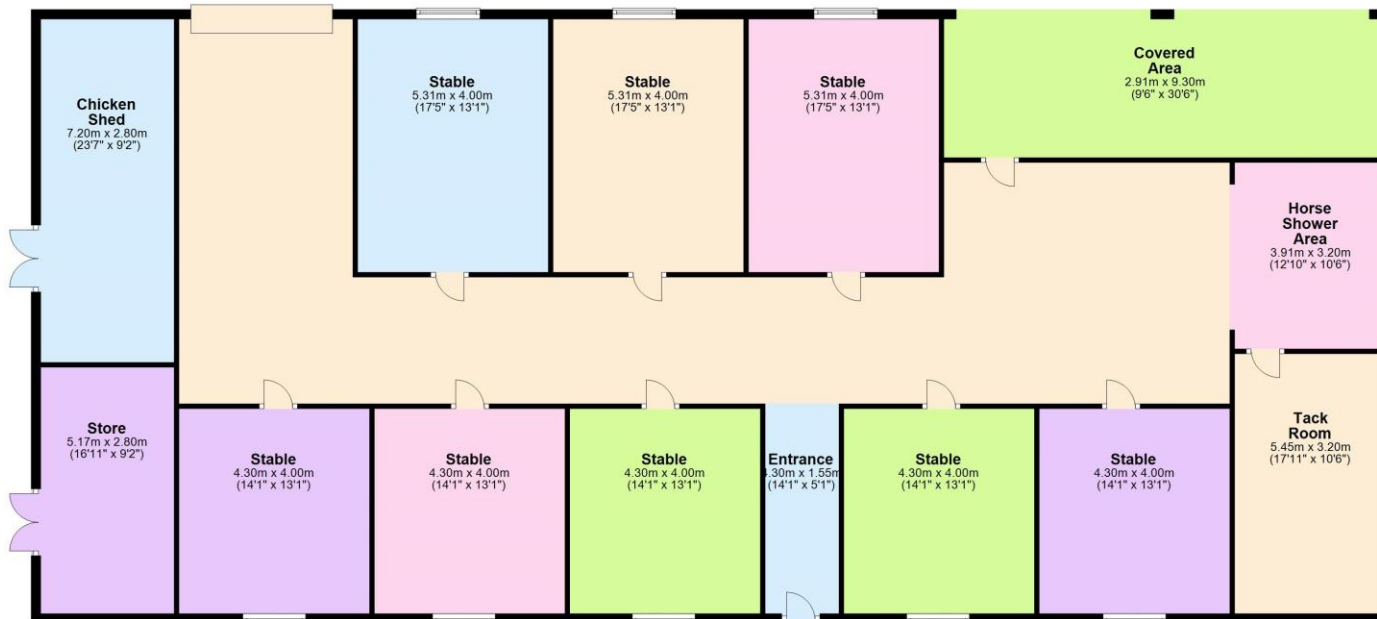 Chicken
Shed
7.20m x 2.80m
(23'7" x 9'2")
Stable
5.31m x 4.00m
(17'5" x 13'1")
Stable
5.31m x 4.00m
(17'5" x 13'1")
Stable
5.31m x 4.00m
(17'5" x 13'1")
Covered
Area
2.91m x 9.30m
(9'6" x 30'6")
Horse
Shower
Area
3.91m x 3.20m
(12'10" x 10'6")
Store
5.17m x 2.80m
(16'11" x 9'2")
Stable
4.30m x 4.00m
(14'1" x 13'1")
Stable
4.30m x 4.00m
(14'1" x 13'1")
Stable
4.30m x 4.00m
(14'1" x 13'1")
Entrance
4.30m x 1.55m
(14'1" x 5'1")
Stable
4.30m x 4.00m
(14'1" x 13'1")
Stable
4.30m x 4.00m
(14'1" x 13'1")
Tack
Room
5.45m x 3.20m
(17'11" x 10'6")